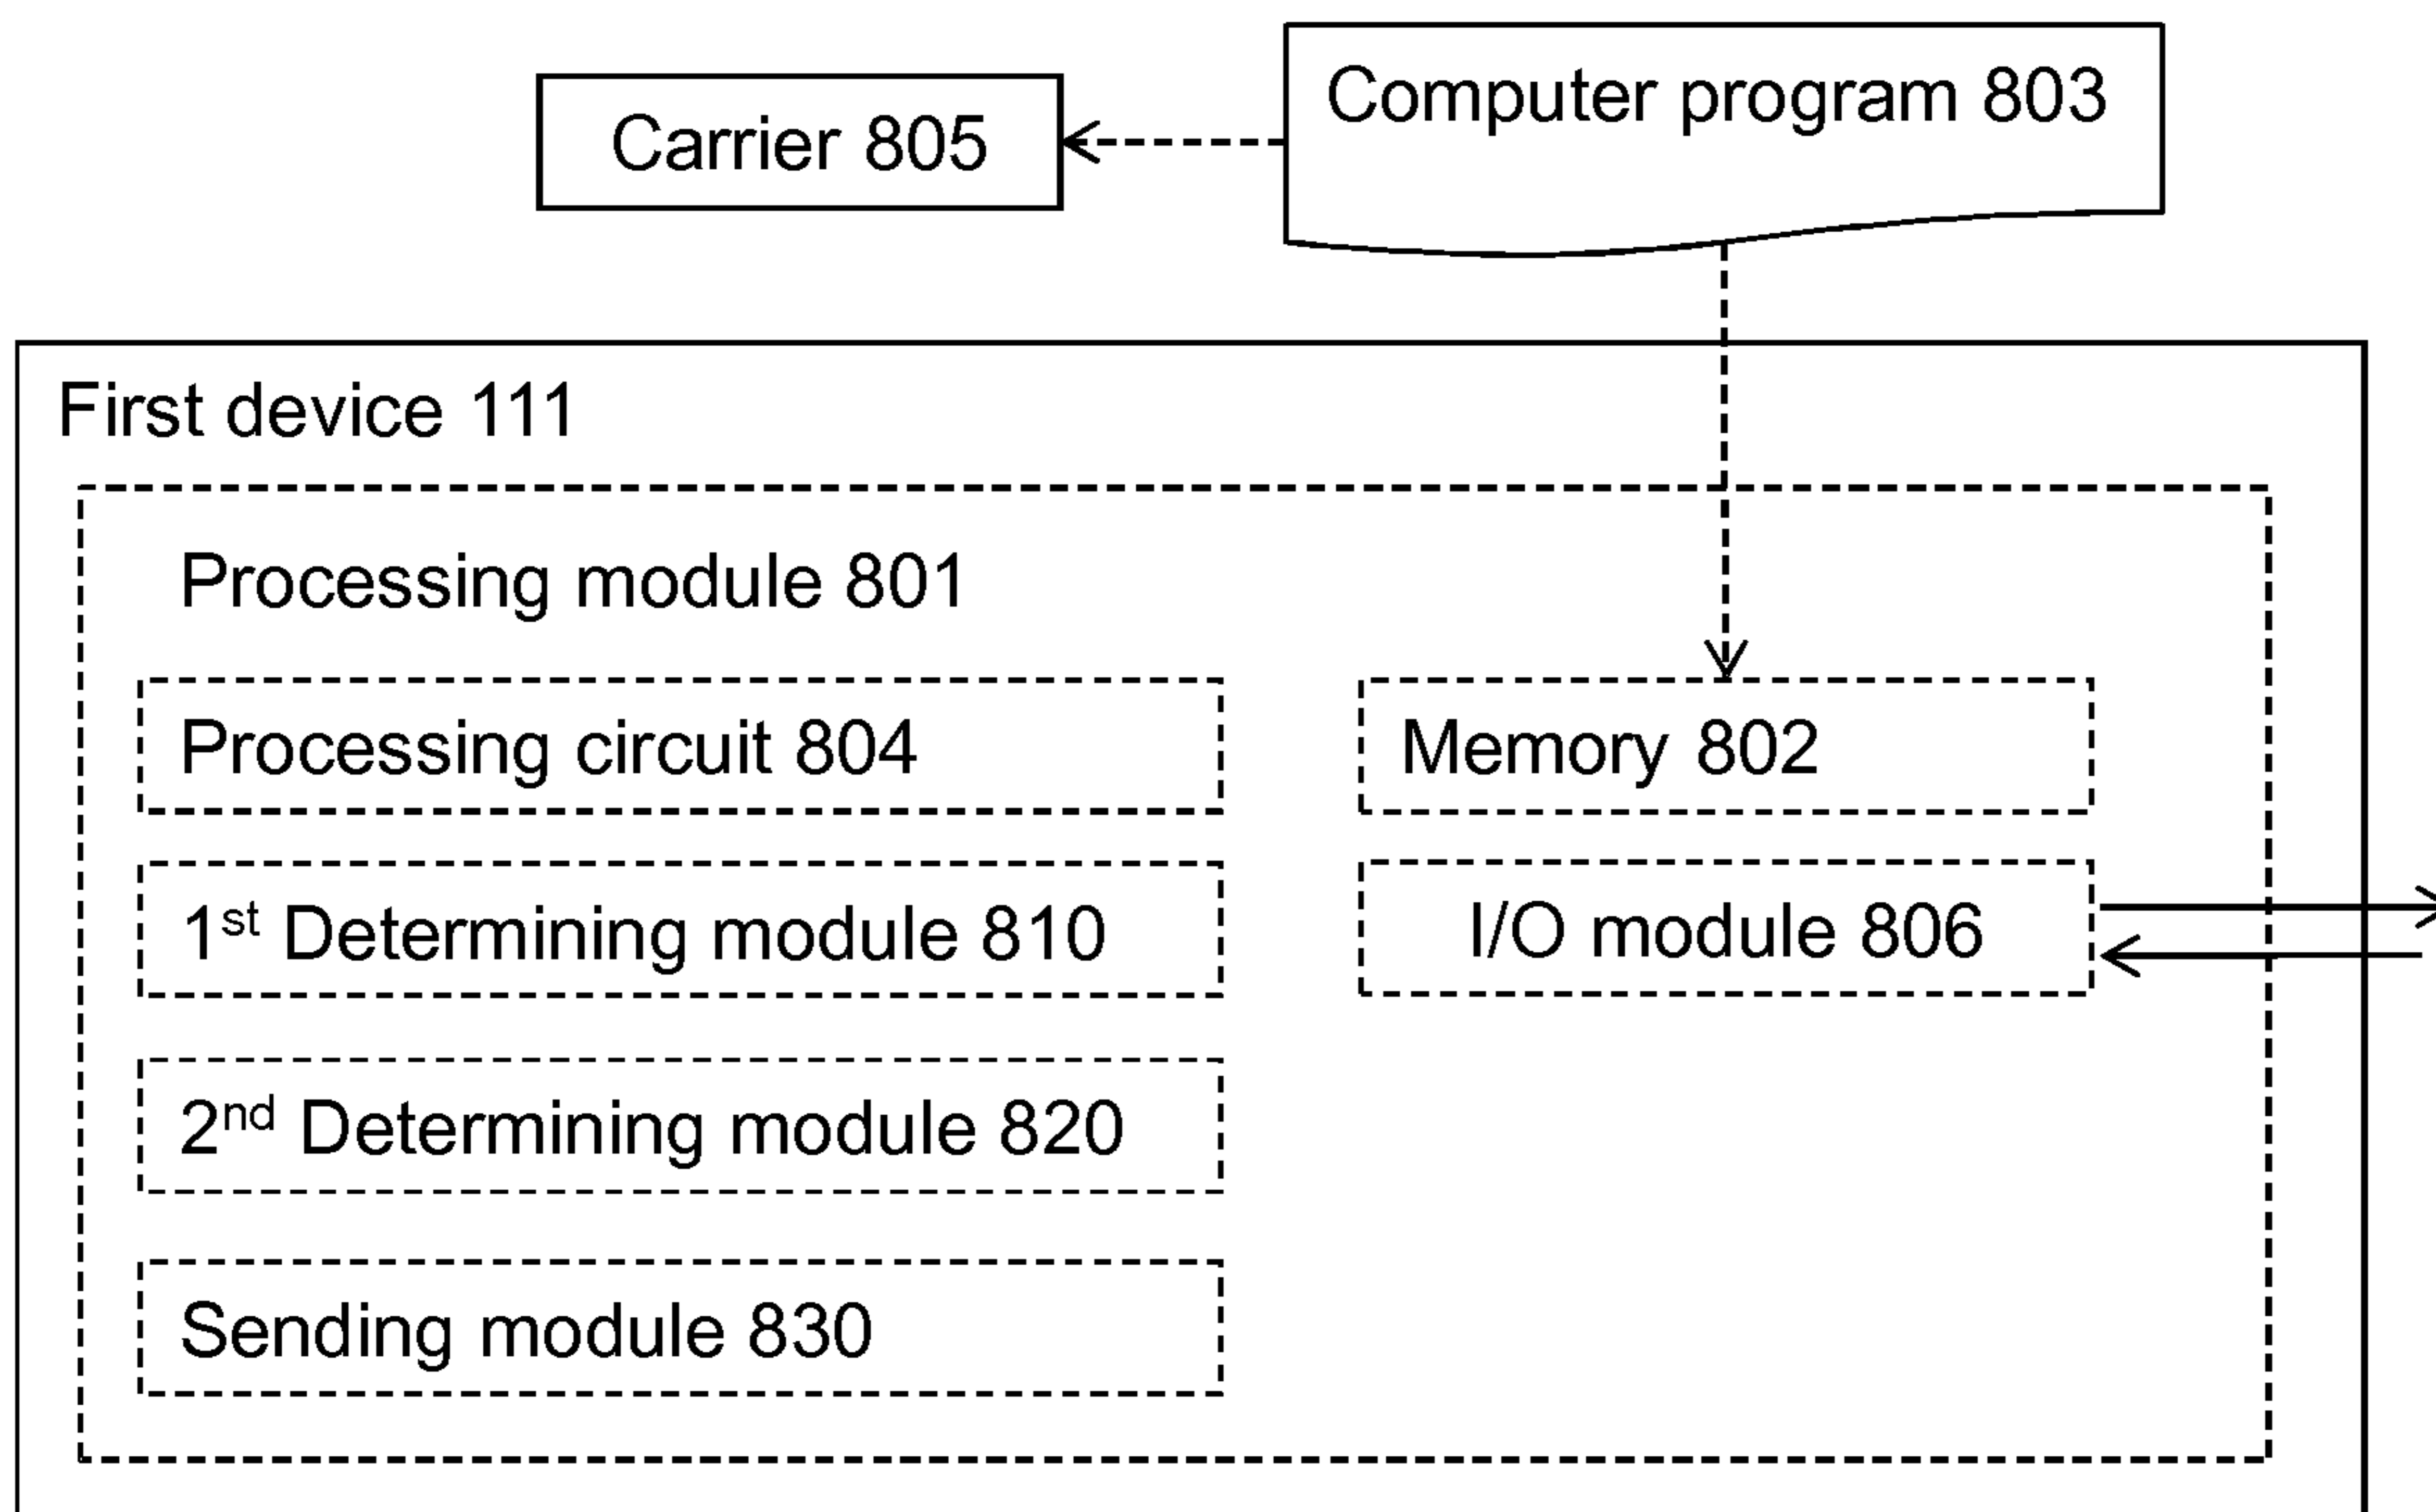 Computer program 803
Carrier 805
First device 111
Processing module 801
Processing circuit 804
Memory 802
1st Determining module 810
I/O module 806
2nd Determining module 820
Sending module 830